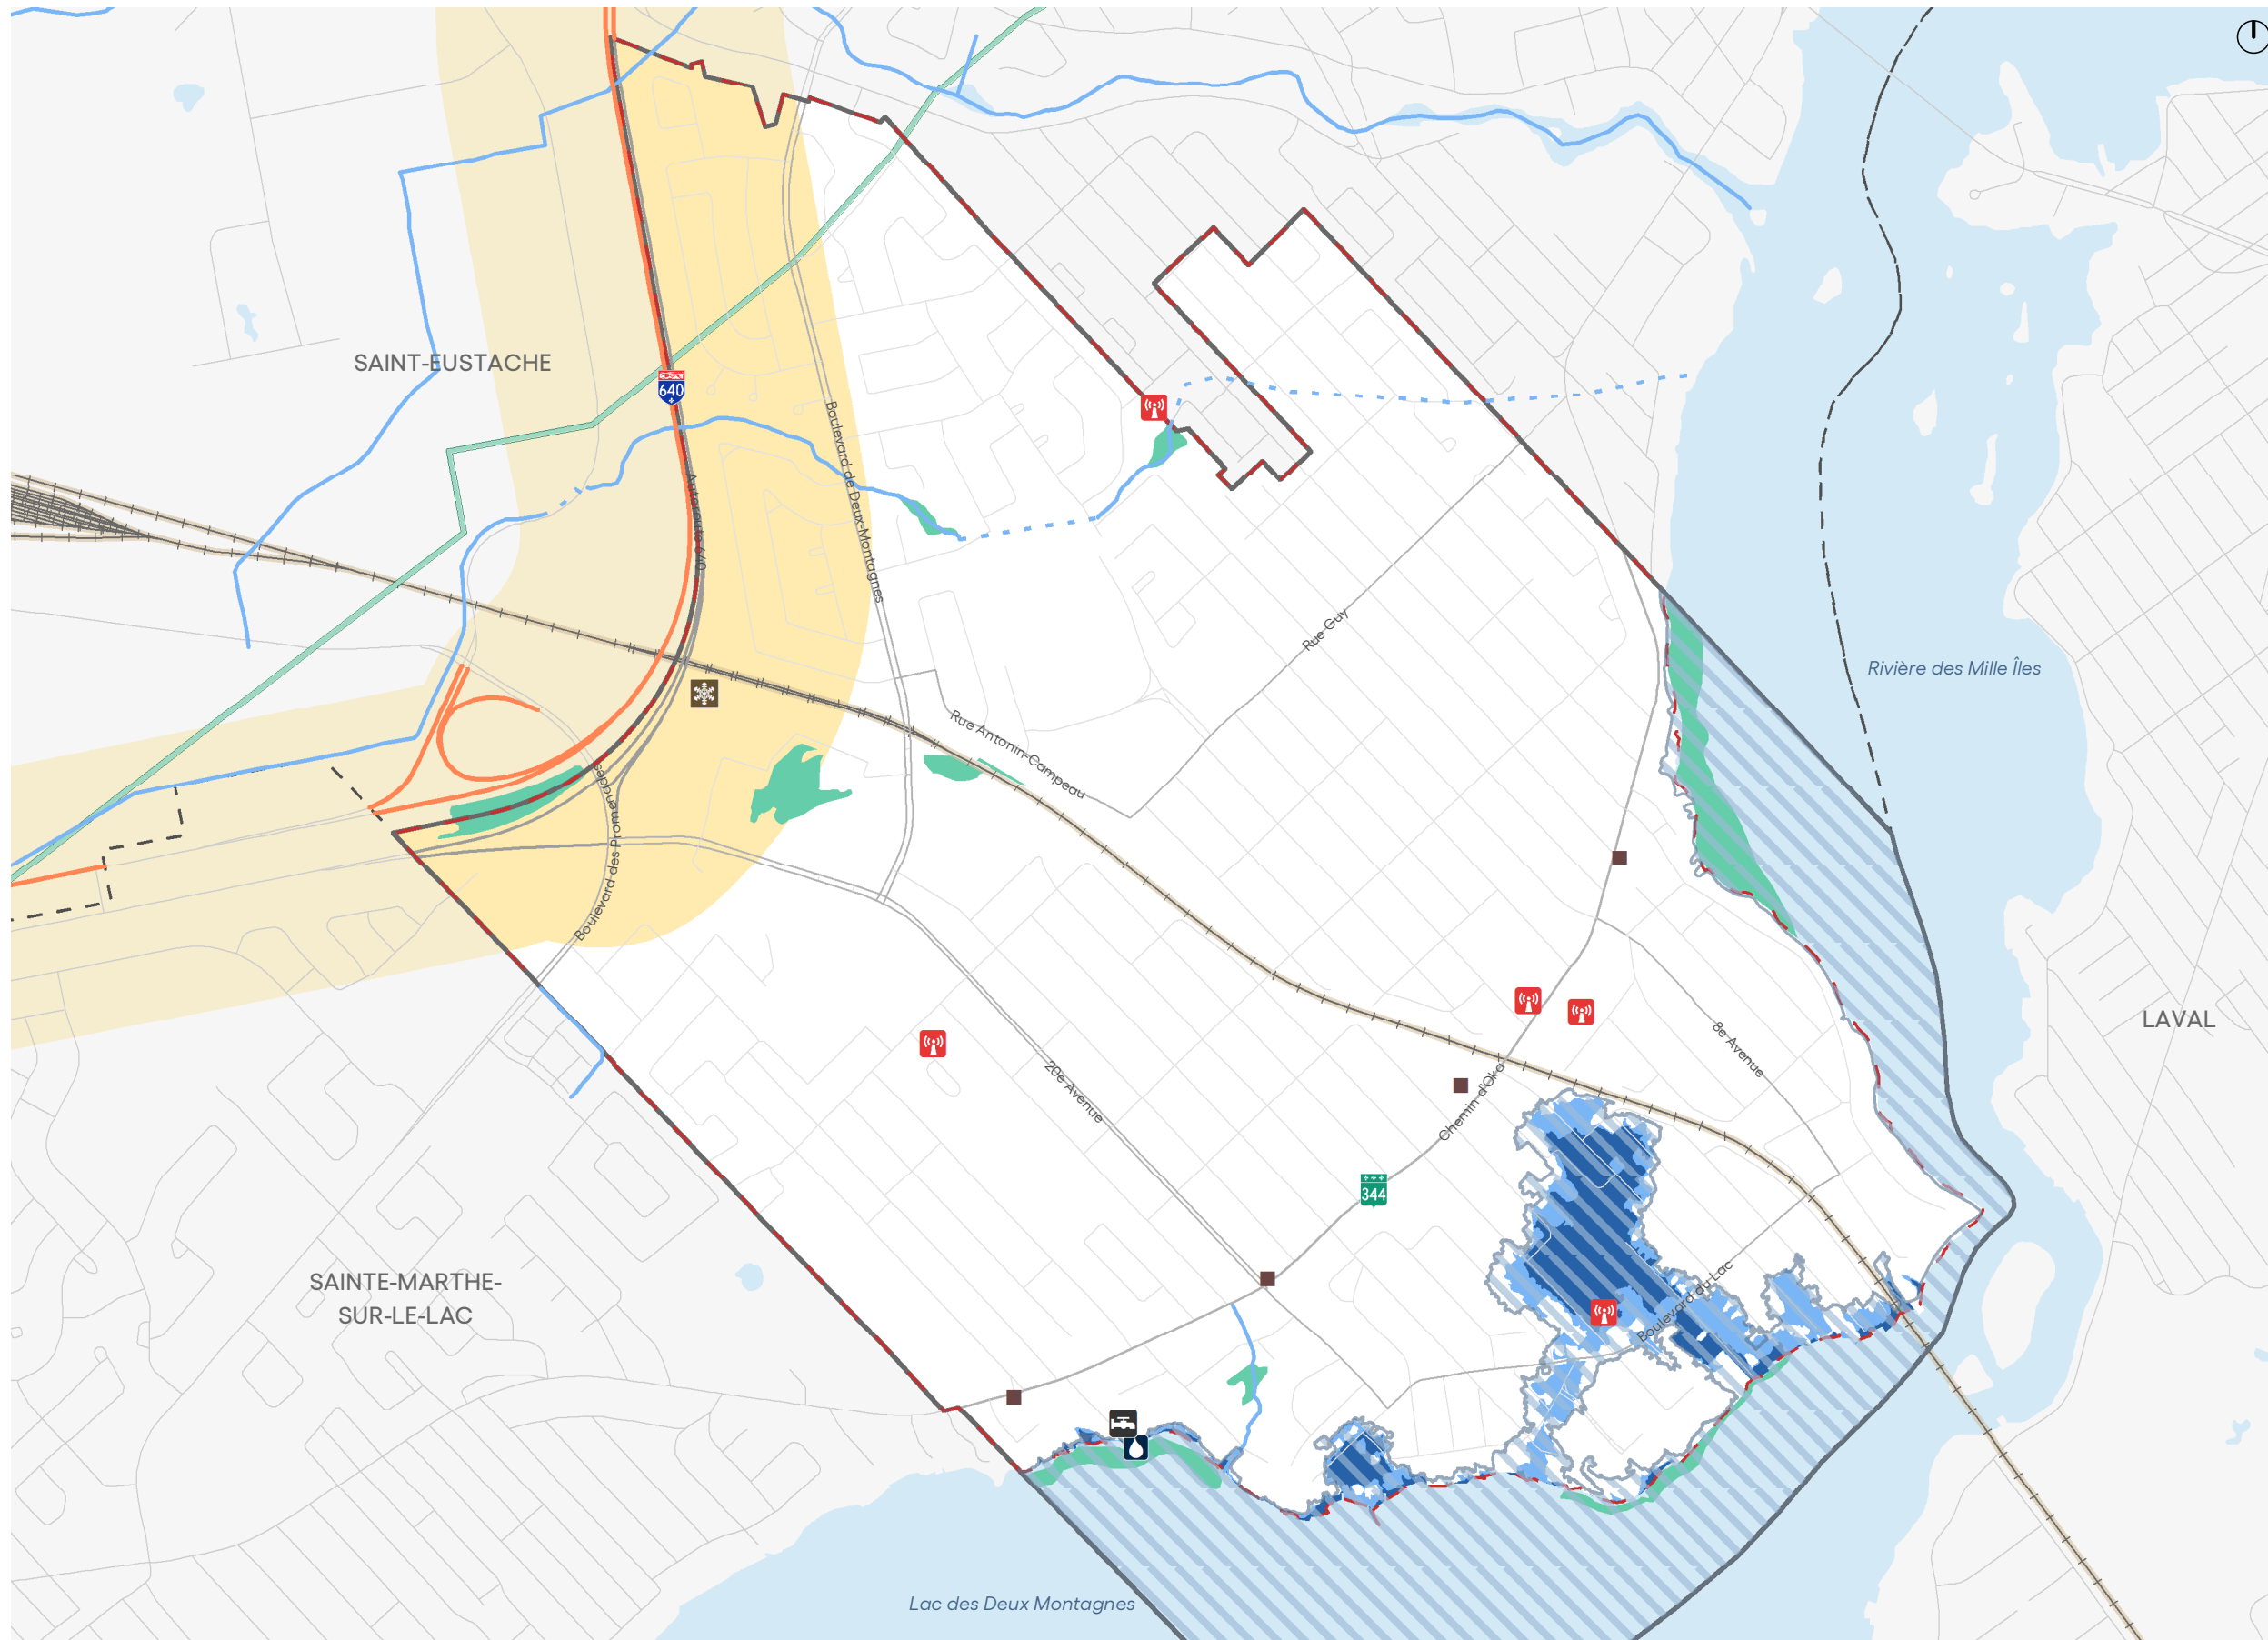 SAINT-EUSTACHE
640
Autoroute 640
Boulevard de Deux-Montagnes
Rue Guy
Rivière des Mille Îles
Rue Antonin-Campeau
Boulevard des Promenades
LAVAL
8e Avenue
20e Avenue
Chemin d'Oka
344
SAINTE-MARTHE-
SUR-LE-LAC
Boulevard du Lac
Lac des Deux Montagnes